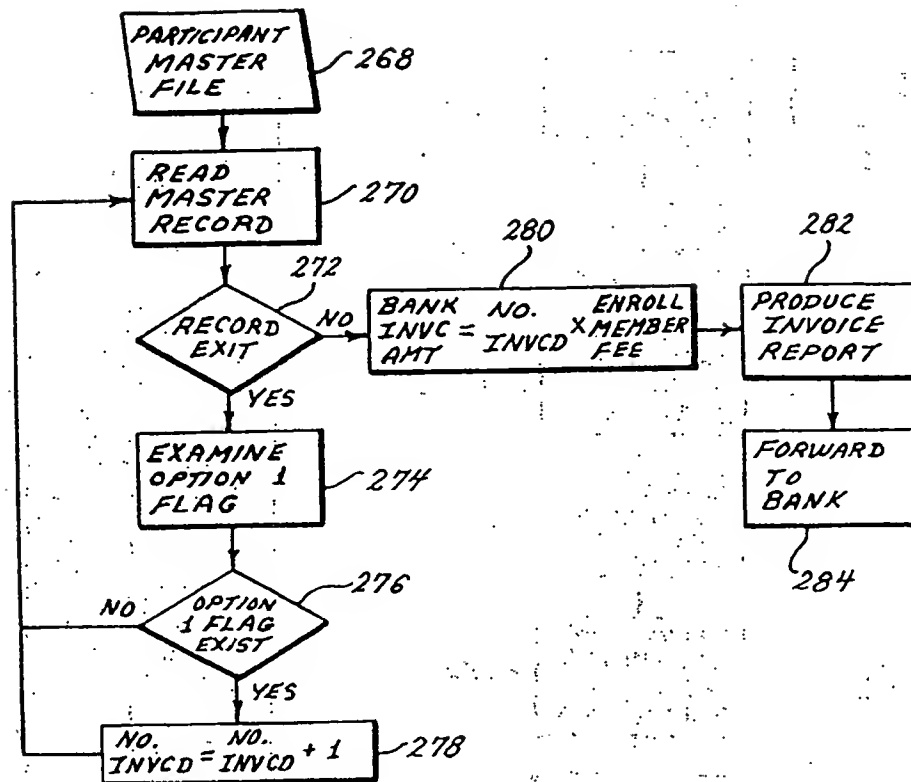 PARTICIPANT
MASTER
FILE
268
READ
MASTER
RECORD
270
272
RECORD
EXIT
NO
YES
280
BANK
INVC
AMT
=
NO.
INVCD
X
ENROLL
MEMBER
FEE
282
PRODUCE
INVOICE
REPORT
FORWARD
TO
BANK
284
EXAMINE
OPTION 1
FLAG
274
276
OPTION
1 FLAG
EXIST
NO
YES
NO.
INVCD
=
NO.
INVCD
+ 1
278